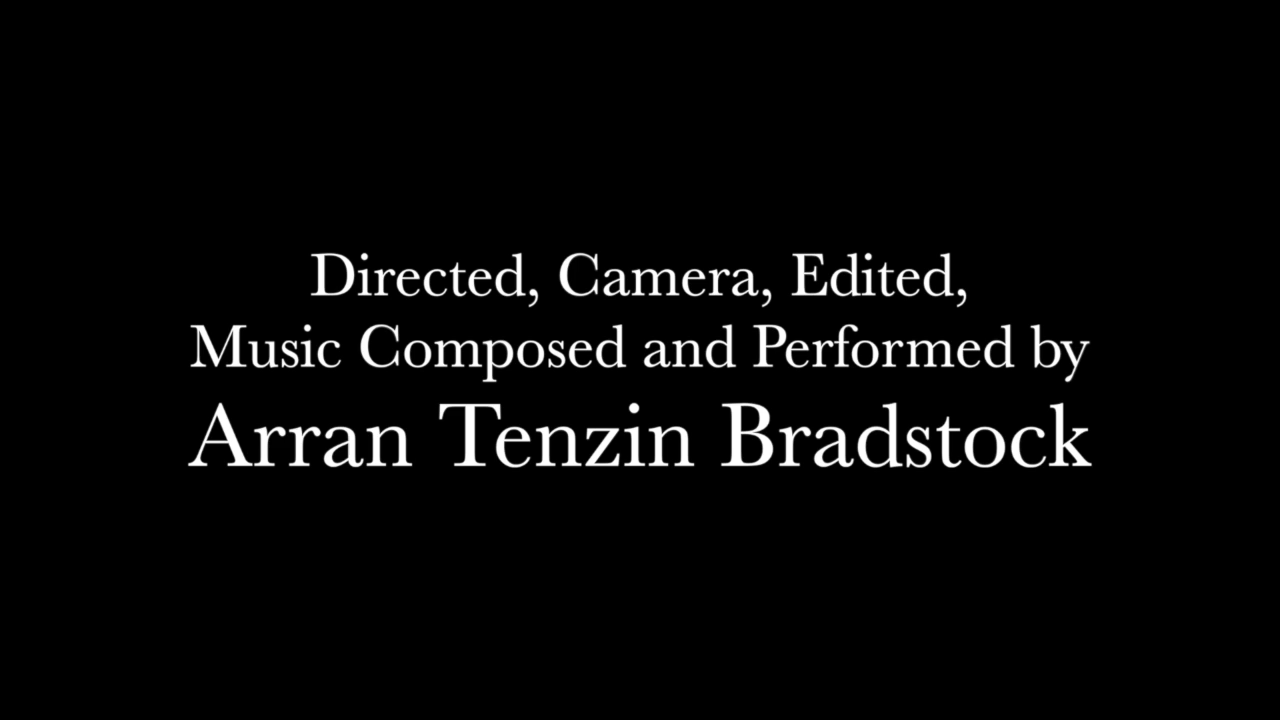 Directed, Camera, Edited,
Music Composed and Performed by
Arran Tenzin Bradstock